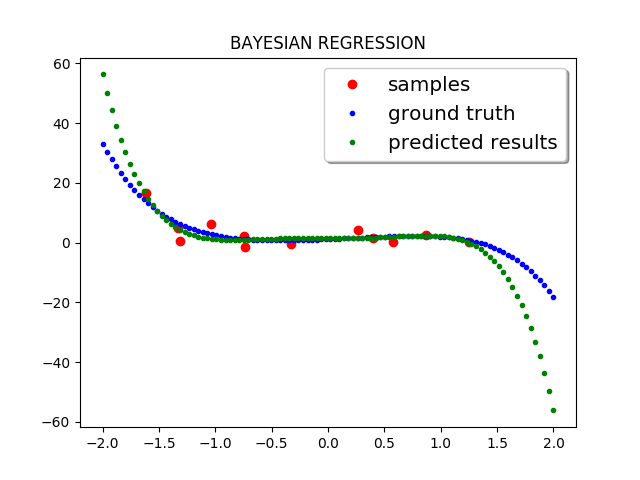 BAYESIAN REGRESSION
samples
ground truth
predicted results
60
40
20
0
−20
−40
−60
−2.0 −1.5 −1.0 −0.5 0.0 0.5 1.0 1.5 2.0